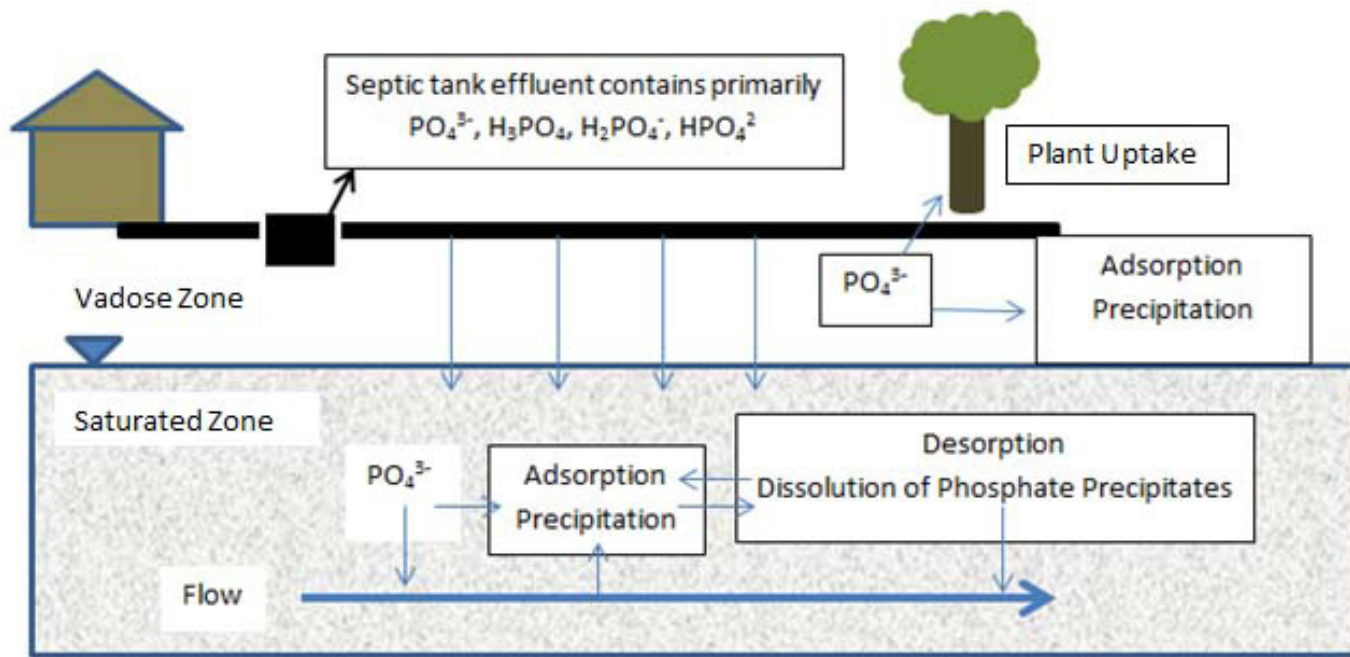 Septic tank effluent contains primarily
PO₄³⁻, H₃PO₄, H₂PO₄⁻, HPO₄²
Plant Uptake
PO₄³⁻
Adsorption
Precipitation
Vadose Zone
Saturated Zone
PO₄³⁻
Adsorption
Precipitation
Desorption
Dissolution of Phosphate Precipitates
Flow